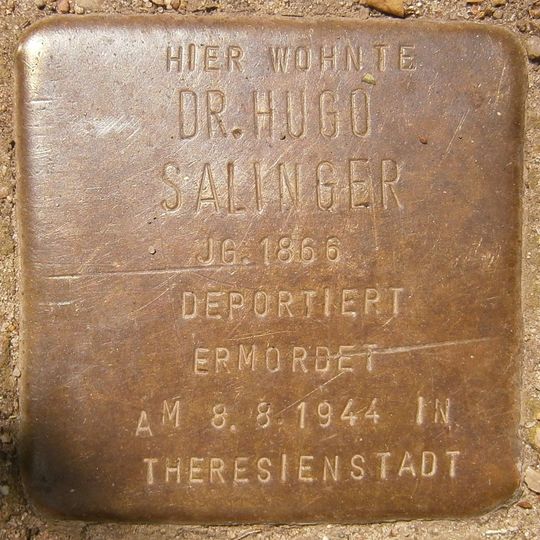 HIER WOHNTE
DR. HUGO
SALINGER
JG. 1866
DEPORTIERT
ERMORDET
AM 8.8.1944 IN
THERESIENSTADT